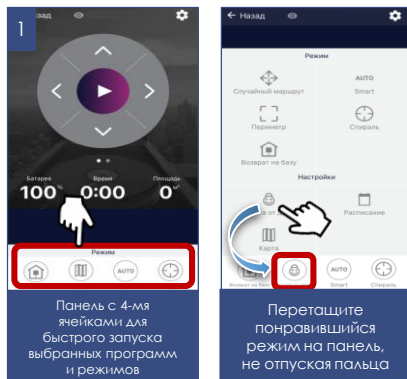 1
зад
Батарея
Время
Площадь
100%
0:00
0м²
Режим
AUTO
Панель с 4-мя
ячейками для
быстрого запуска
выбранных программ
и режимов
← Назад
Режим
Случайный маршрут
AUTO
Smart
Периметр
Спираль
Возврат на базу
Настройки
Расписание
Карта
AUTO
Smart
Спираль
Перетащите
понравившийся
режим на панель,
не отпуская пальца